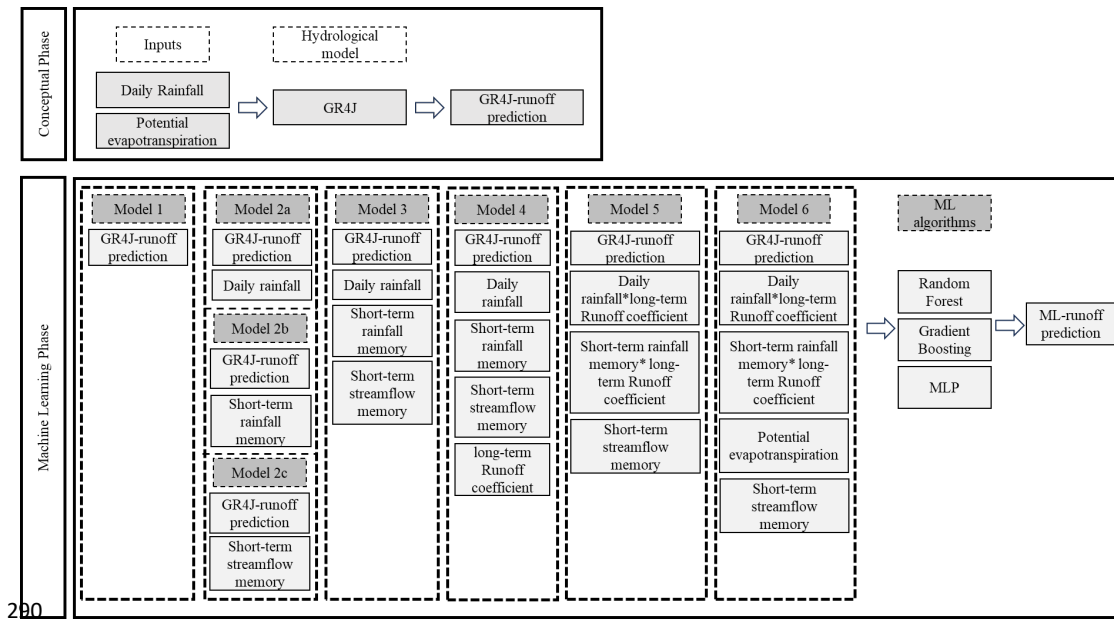 Conceptual Phase
Inputs
Hydrological
model
Daily Rainfall
Potential
evapotranspiration
GR4J
GR4J-runoff
prediction
Machine Learning Phase
Model 1
GR4J-runoff
prediction
Model 2a
GR4J-runoff
prediction
Daily rainfall
Model 2b
GR4J-runoff
prediction
Short-term
rainfall
memory
Model 2c
GR4J-runoff
prediction
Short-term
streamflow
memory
Model 3
GR4J-runoff
prediction
Daily rainfall
Short-term
rainfall
memory
Short-term
streamflow
memory
Model 4
GR4J-runoff
prediction
Daily
rainfall
Short-term
rainfall
memory
Short-term
streamflow
memory
long-term
Runoff
coefficient
Model 5
GR4J-runoff
prediction
Daily
rainfall*long-term
Runoff coefficient
Short-term rainfall
memory* long-
term Runoff
coefficient
Short-term
streamflow
memory
Model 6
GR4J-runoff
prediction
Daily
rainfall*long-term
Runoff coefficient
Short-term rainfall
memory* long-
term Runoff
coefficient
Potential
evapotranspiration
Short-term
streamflow
memory
ML
algorithms
Random
Forest
Gradient
Boosting
MLP
ML-runoff
prediction
290